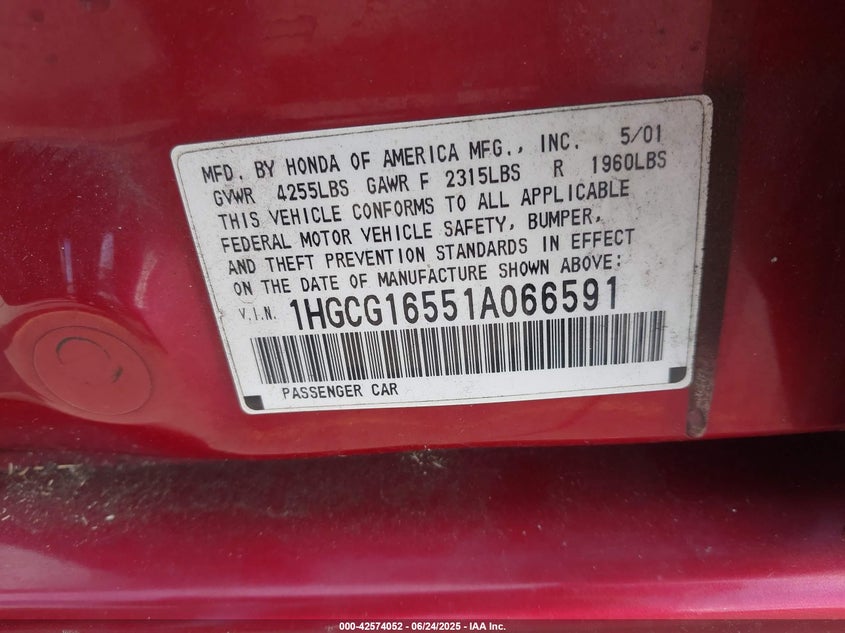 MFD. BY HONDA OF AMERICA MFG., INC. 5/01
GVWR 4255LBS GAWR F 2315LBS R 1960LBS
THIS VEHICLE CONFORMS TO ALL APPLICABLE
FEDERAL MOTOR VEHICLE SAFETY, BUMPER,
AND THEFT PREVENTION STANDARDS IN EFFECT
ON THE DATE OF MANUFACTURE SHOWN ABOVE:
V.I.N. 1HGCG16551A066591
PASSENGER CAR
000-42574052 | 06/24/2025 - IAA Inc.